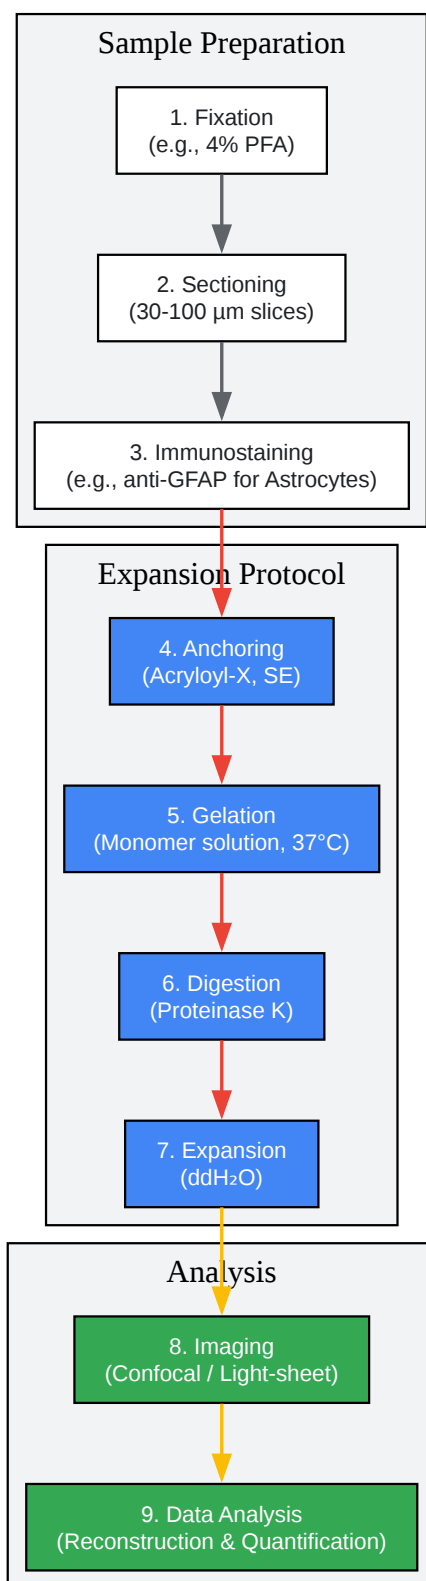 Sample Preparation
1. Fixation
(e.g., 4% PFA)
2. Sectioning
(30-100 µm slices)
3. Immunostaining
(e.g., anti-GFAP for Astrocytes)
Expansion Protocol
4. Anchoring
(Acryloyl-X, SE)
5. Gelation
(Monomer solution, 37°C)
6. Digestion
(Proteinase K)
7. Expansion
(ddH₂O)
Analysis
8. Imaging
(Confocal / Light-sheet)
9. Data Analysis
(Reconstruction & Quantification)